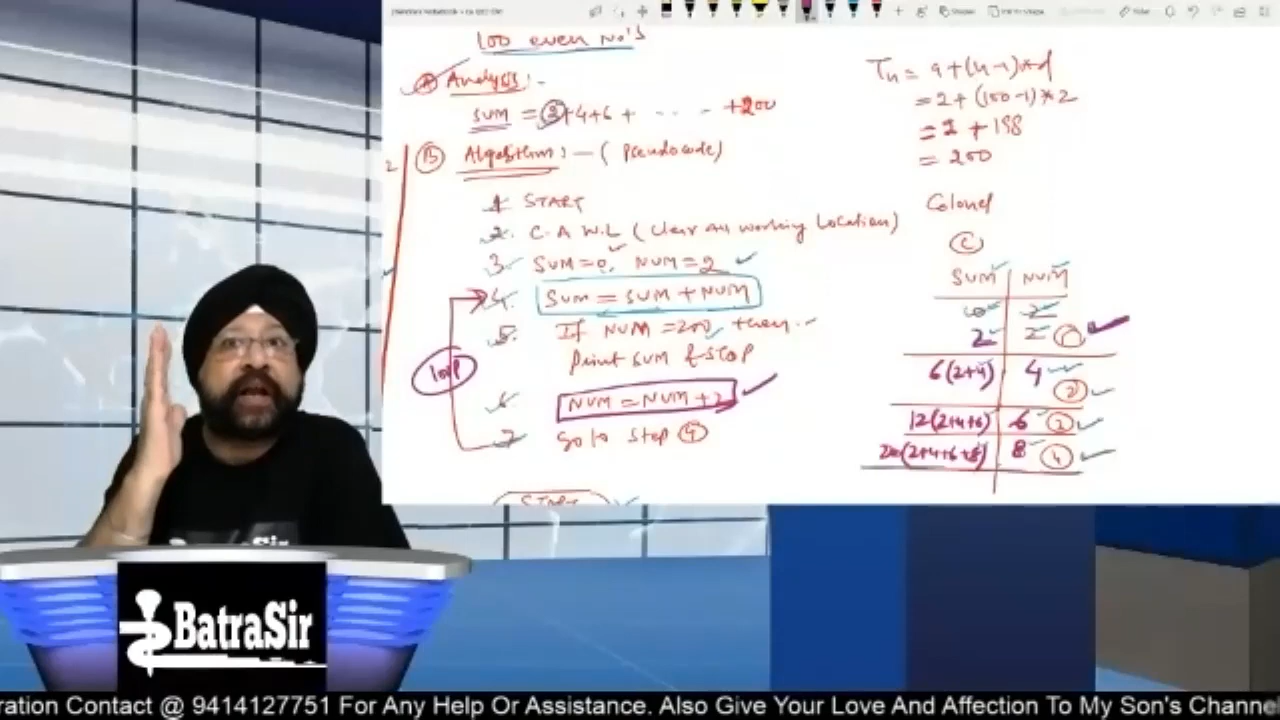 100 even No's
(A) Analysis:-
SUM = 2+4+6 + ... - +200
(B) Algorithm:- (Pseudocode)
1. START
2. C.A W.L (Clear all working Location)
3. SUM=0, NUM=2
4. SUM = SUM + NUM
5. If NUM=200, then
Print SUM & STOP
loop
6. NUM=NUM+2
7. go to Step (4)
START
Tn = a+(n-1)*d
= 2+(100-1)*2
= 2 + 198
= 200
Colonel
(C)
SUM NUM
0 2
2 2
6(2+4) 4
(2)
12(2+4+6) 6
20(2+4+6+8) 8 (4)
BatraSir
BatraSir
ration Contact @ 9414127751 For Any Help Or Assistance. Also Give Your Love And Affection To My Son's Channe